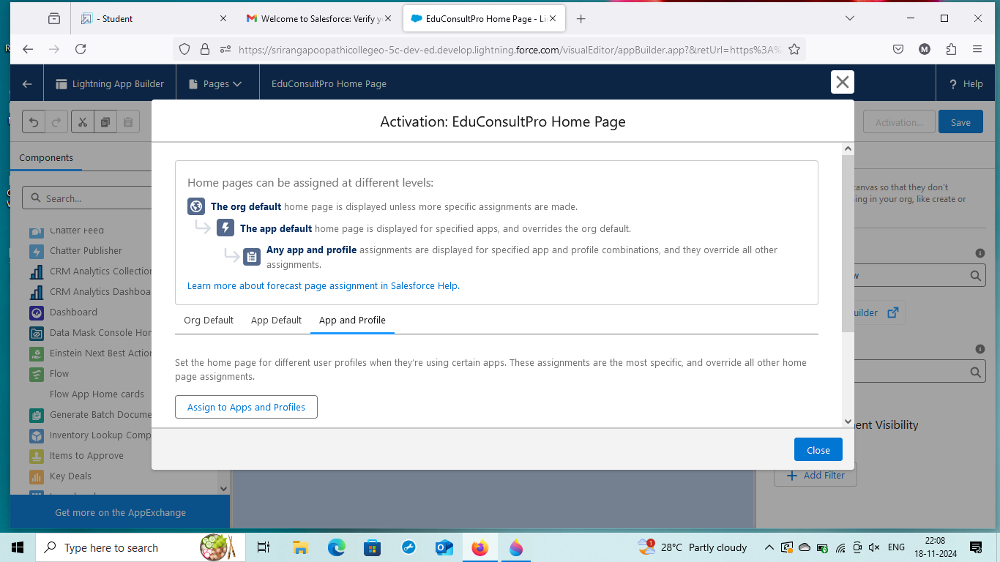 - Student
Welcome to Salesforce: Verify y
EduConsultPro Home Page - Li
https://srirangapoopathicollegeo-5c-dev-ed.develop.lightning.force.com/visualEditor/appBuilder.app?&retUrl=https%3A%
M
Lightning App Builder
Pages
EduConsultPro Home Page
? Help
Activation: EduConsultPro Home Page
Activation...
Save
Components
Search...
Chatter Feed
Chatter Publisher
CRM Analytics Collection
CRM Analytics Dashboa
Dashboard
Data Mask Console Hor
Einstein Next Best Action
Flow
Flow App Home cards
Generate Batch Docume
Inventory Lookup Comp
Items to Approve
Key Deals
Get more on the AppExchange
Home pages can be assigned at different levels:
The org default home page is displayed unless more specific assignments are made.
The app default home page is displayed for specified apps, and overrides the org default.
Any app and profile assignments are displayed for specified app and profile combinations, and they override all other
assignments.
Learn more about forecast page assignment in Salesforce Help.
Org Default
App Default
App and Profile
Set the home page for different user profiles when they're using certain apps. These assignments are the most specific, and override all other home
page assignments.
Assign to Apps and Profiles
Close
canvas so that they don't
ing in your org, like create or
w
uilder
ent Visibility
Add Filter
Type here to search
1
28°C Partly cloudy
ENG
22:08
18-11-2024